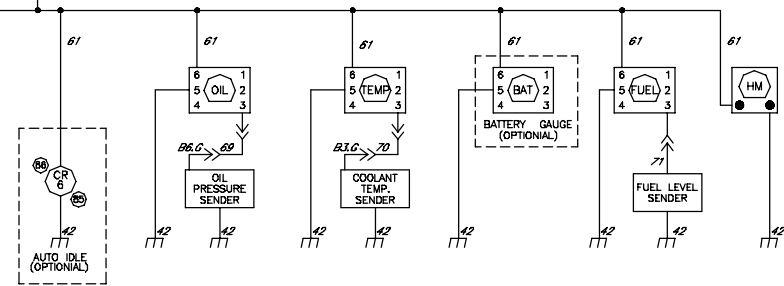 61 61 61 61 61 61
6 OIL 1
5 2
4 3
6 TEMP 1
5 2
4 3
6 BAT 1
5 2
4 3
6 FUEL 1
5 2
4 3
HM
BATTERY GAUGE
(OPTIONIAL)
B6.G 69
B3.G 70
71
86
CR
6
85
OIL
PRESSURE
SENDER
COOLANT
TEMP.
SENDER
FUEL LEVEL
SENDER
42 42 42 42 42 42 42 42 42
AUTO IDLE
(OPTIONIAL)